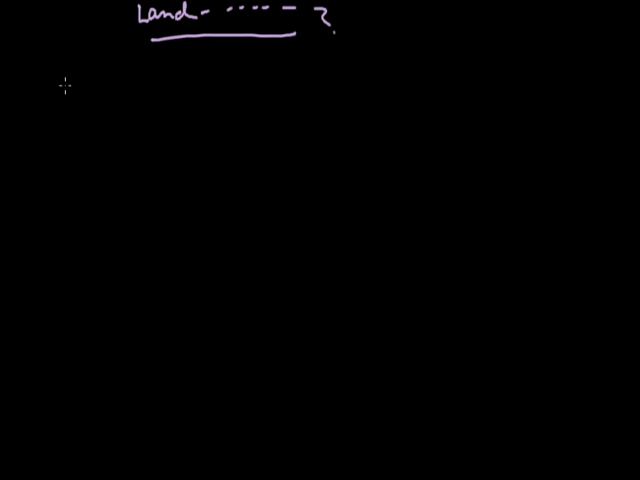 Land- ..... - ?